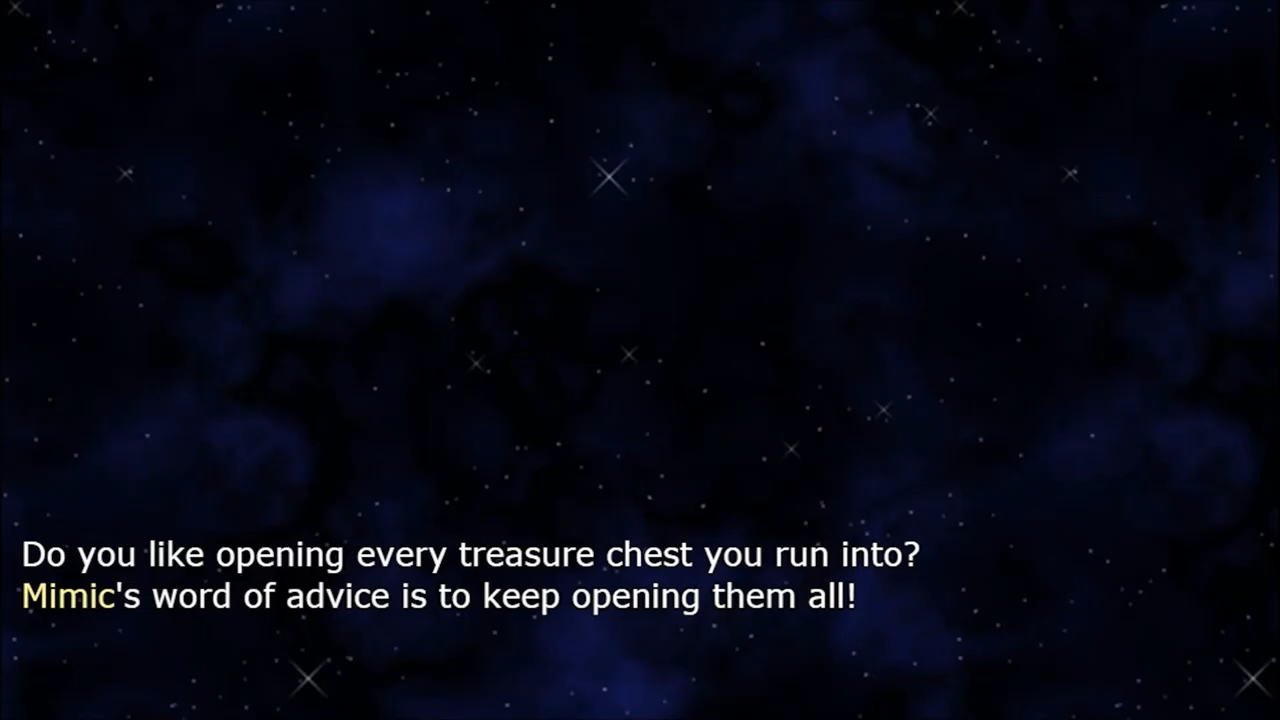 Do you like opening every treasure chest you run into?
Mimic's word of advice is to keep opening them all!